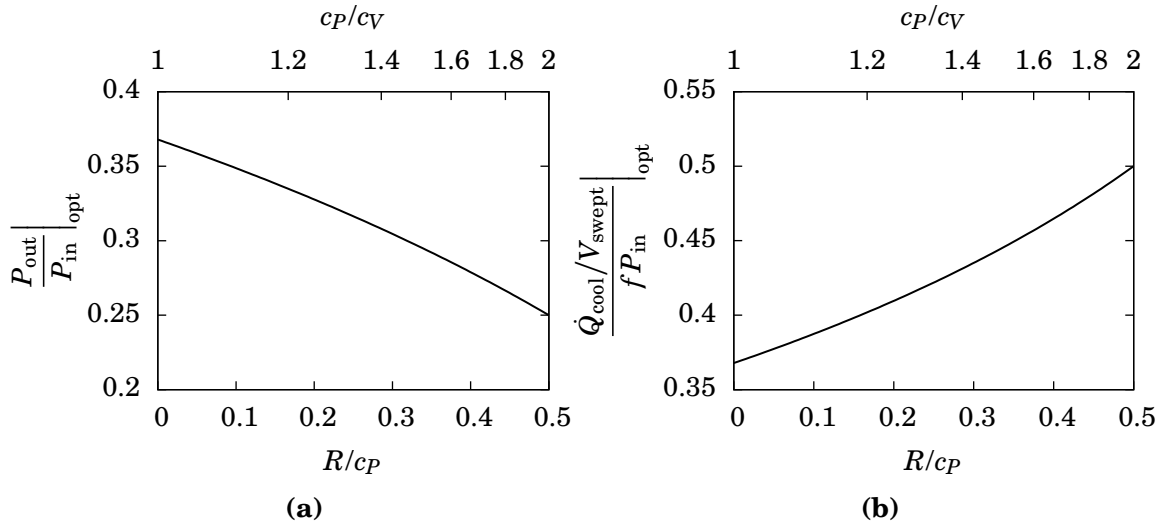 c_P/c_V
1 1.2 1.4 1.6 1.8 2
0.4
0.35
0.3
0.25
0.2
P_out/P_in|_opt
0 0.1 0.2 0.3 0.4 0.5
R/c_P
(a)
c_P/c_V
1 1.2 1.4 1.6 1.8 2
0.55
0.5
0.45
0.4
0.35
Q̇_cool/V_swept
f P_in
|_opt
0 0.1 0.2 0.3 0.4 0.5
R/c_P
(b)